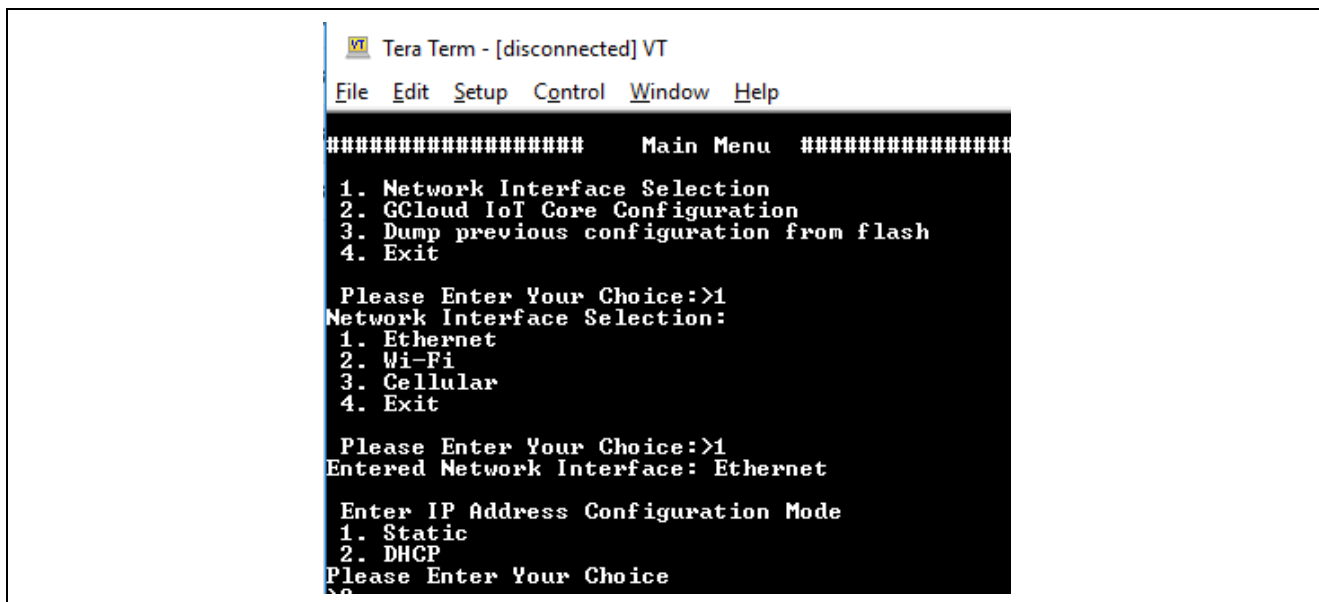 Tera Term - [disconnected] VT
File Edit Setup Control Window Help
################## Main Menu ###############
1. Network Interface Selection
2. GCloud IoT Core Configuration
3. Dump previous configuration from flash
4. Exit
Please Enter Your Choice:>1
Network Interface Selection:
1. Ethernet
2. Wi-Fi
3. Cellular
4. Exit
Please Enter Your Choice:>1
Entered Network Interface: Ethernet
Enter IP Address Configuration Mode
1. Static
2. DHCP
Please Enter Your Choice